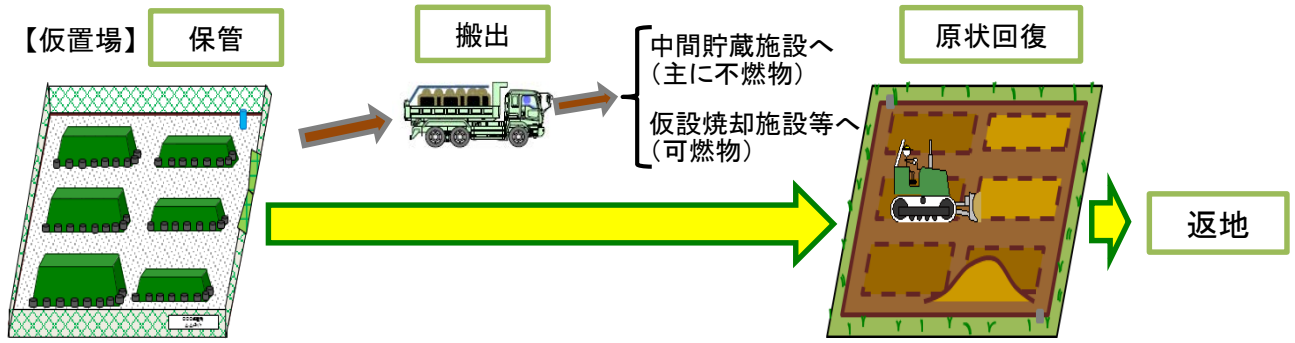 【仮置場】
保管
搬出
中間貯蔵施設へ
（主に不燃物）
仮設焼却施設等へ
（可燃物）
原状回復
返地